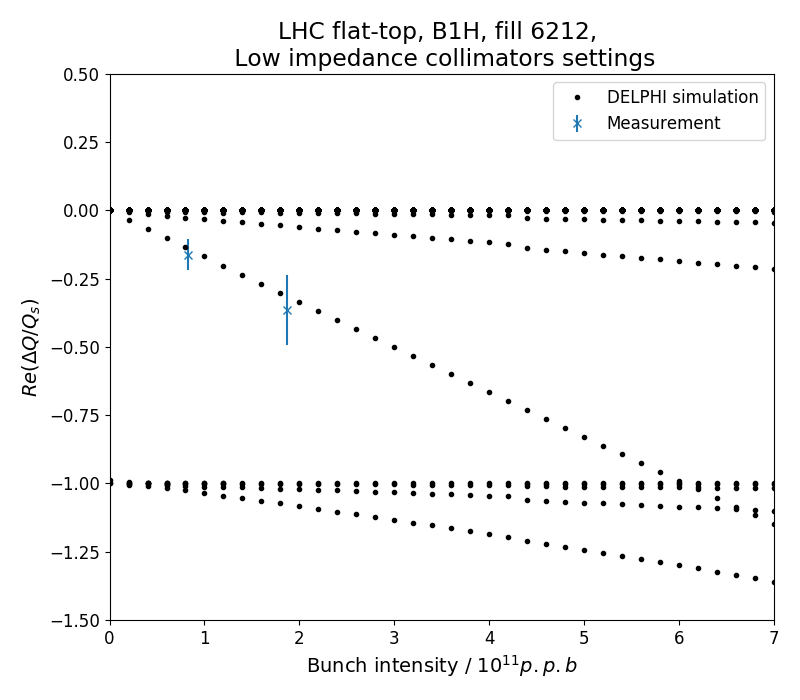 LHC flat-top, B1H, fill 6212,
Low impedance collimators settings
DELPHI simulation
Measurement
0.50
0.25
0.00
−0.25
−0.50
−0.75
−1.00
−1.25
−1.50
Re(ΔQ/Qs)
0 1 2 3 4 5 6 7
Bunch intensity / 10¹¹p.p.b